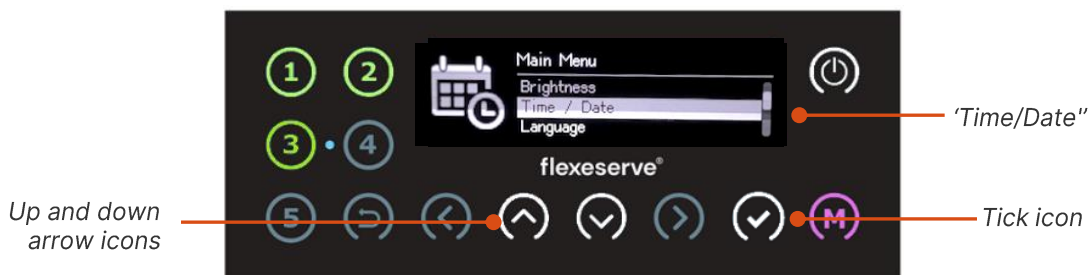 1 2
Main Menu
Brightness
Time / Date
Language
'Time/Date"
3 4
flexeserve®
Up and down
arrow icons
5
M
Tick icon